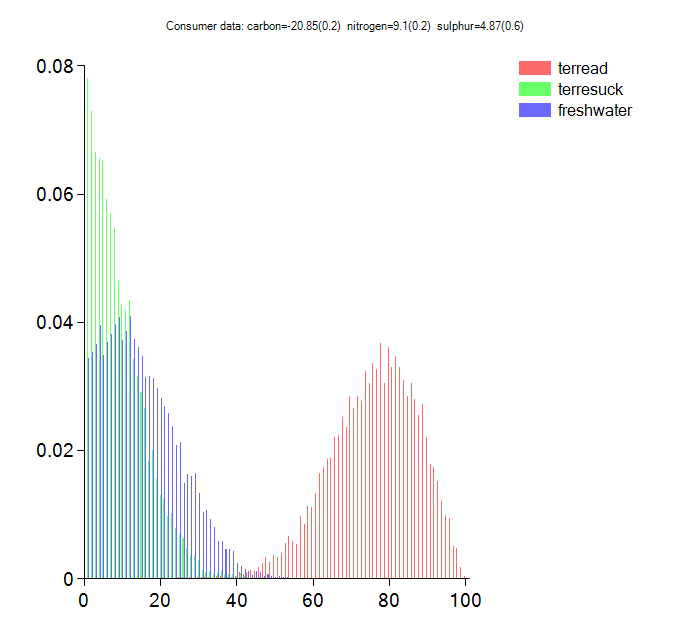 Consumer data: carbon=-20.85(0.2) nitrogen=9.1(0.2) sulphur=4.87(0.6)
terread
terresuck
freshwater
0.08
0.06
0.04
0.02
0
0 20 40 60 80 100